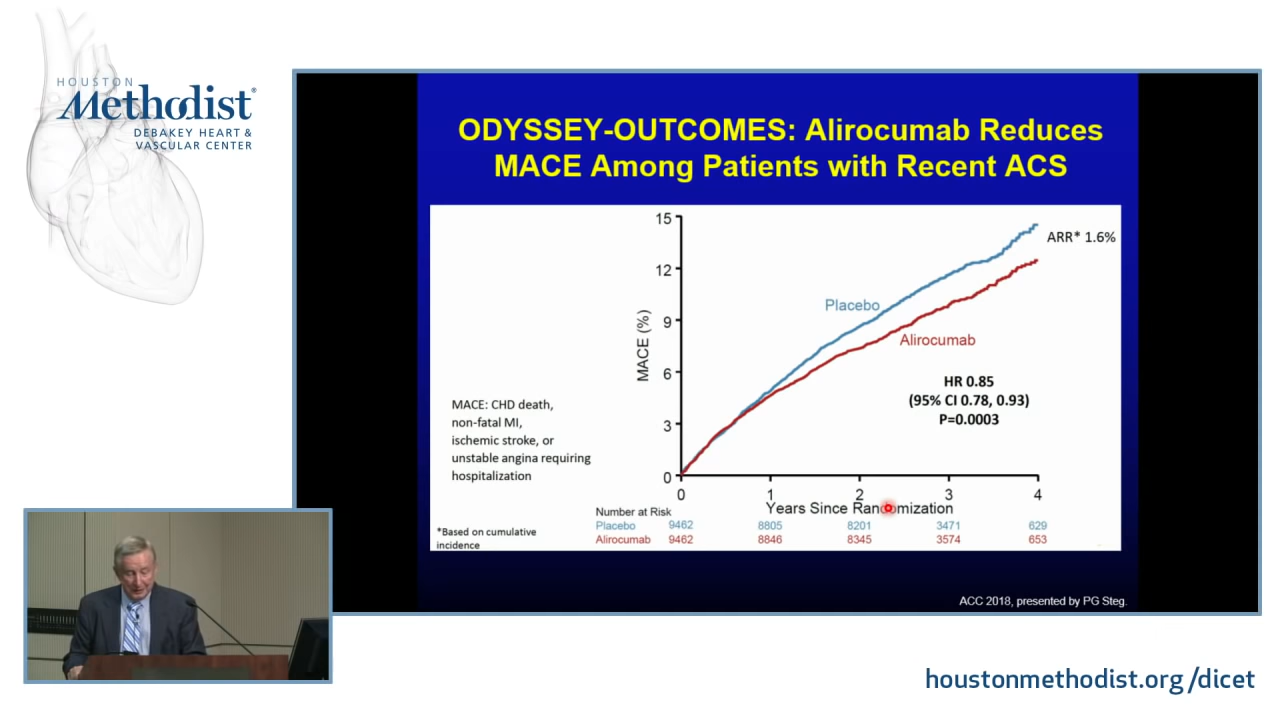 HOUSTON
Methodist®
DEBAKEY HEART &
VASCULAR CENTER
ODYSSEY-OUTCOMES: Alirocumab Reduces
MACE Among Patients with Recent ACS
15
12
9
6
3
0
MACE (%)
ARR* 1.6%
Placebo
Alirocumab
HR 0.85
(95% CI 0.78, 0.93)
P=0.0003
MACE: CHD death,
non-fatal MI,
ischemic stroke, or
unstable angina requiring
hospitalization
0 1 2 3 4
Years Since Randomization
Number at Risk
Placebo 9462 8805 8201 3471 629
Alirocumab 9462 8846 8345 3574 653
*Based on cumulative
incidence
ACC 2018, presented by PG Steg.
houstonmethodist.org/dicet